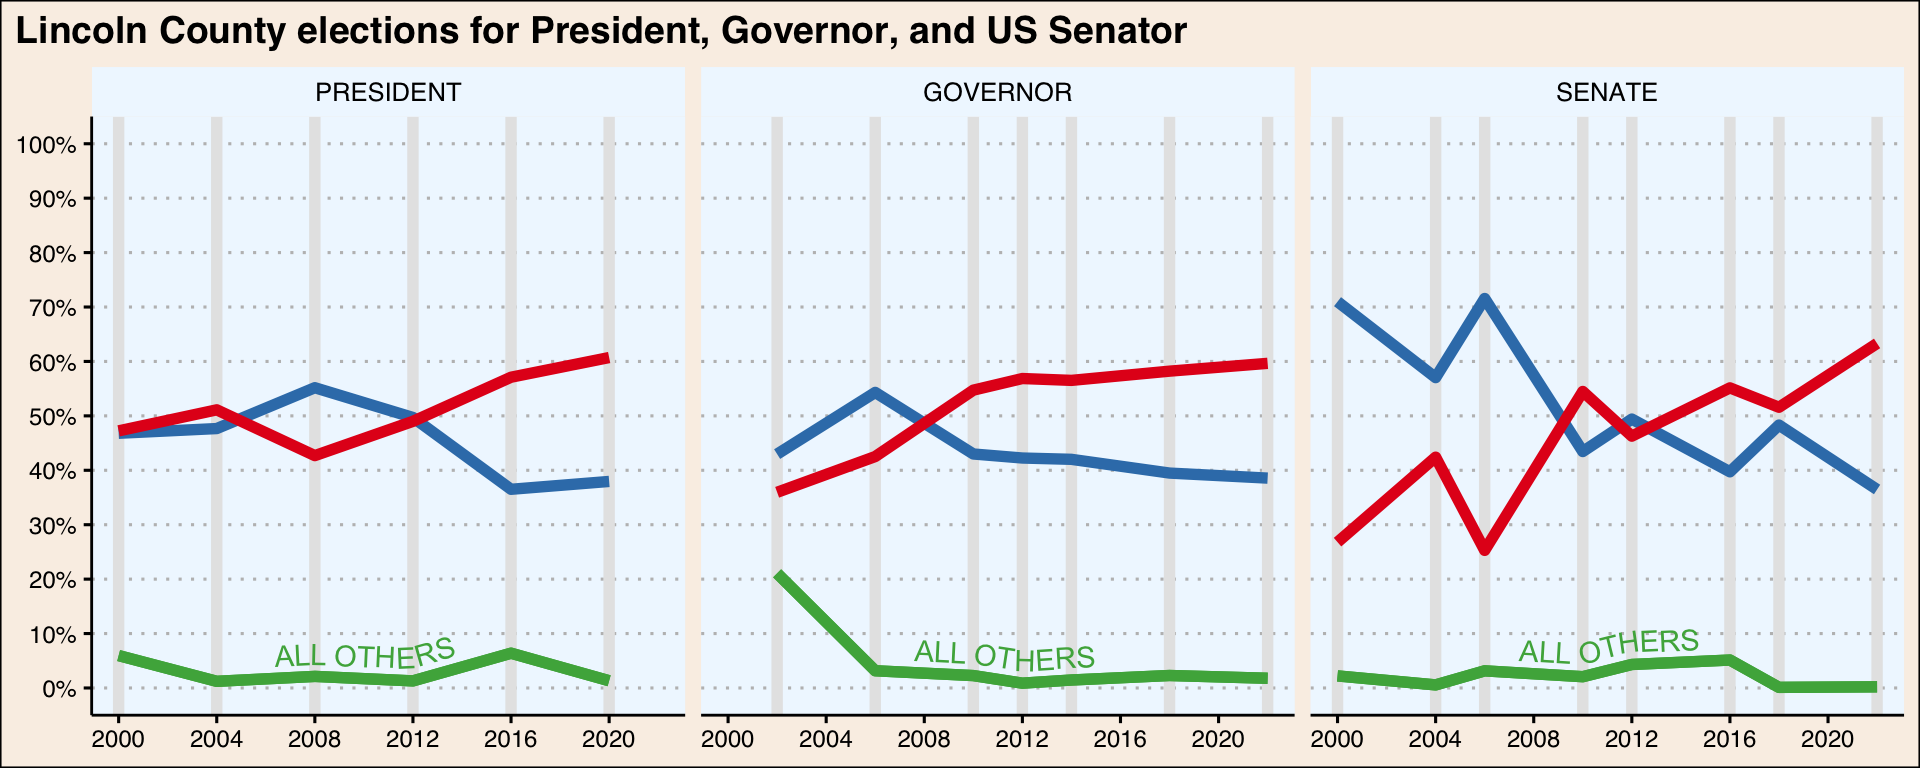 Lincoln County elections for President, Governor, and US Senator
PRESIDENT
GOVERNOR
SENATE
100%
90%
80%
70%
60%
50%
40%
30%
20%
10%
0%
ALL OTHERS
ALL OTHERS
ALL OTHERS
2000 2004 2008 2012 2016 2020
2000 2004 2008 2012 2016 2020
2000 2004 2008 2012 2016 2020